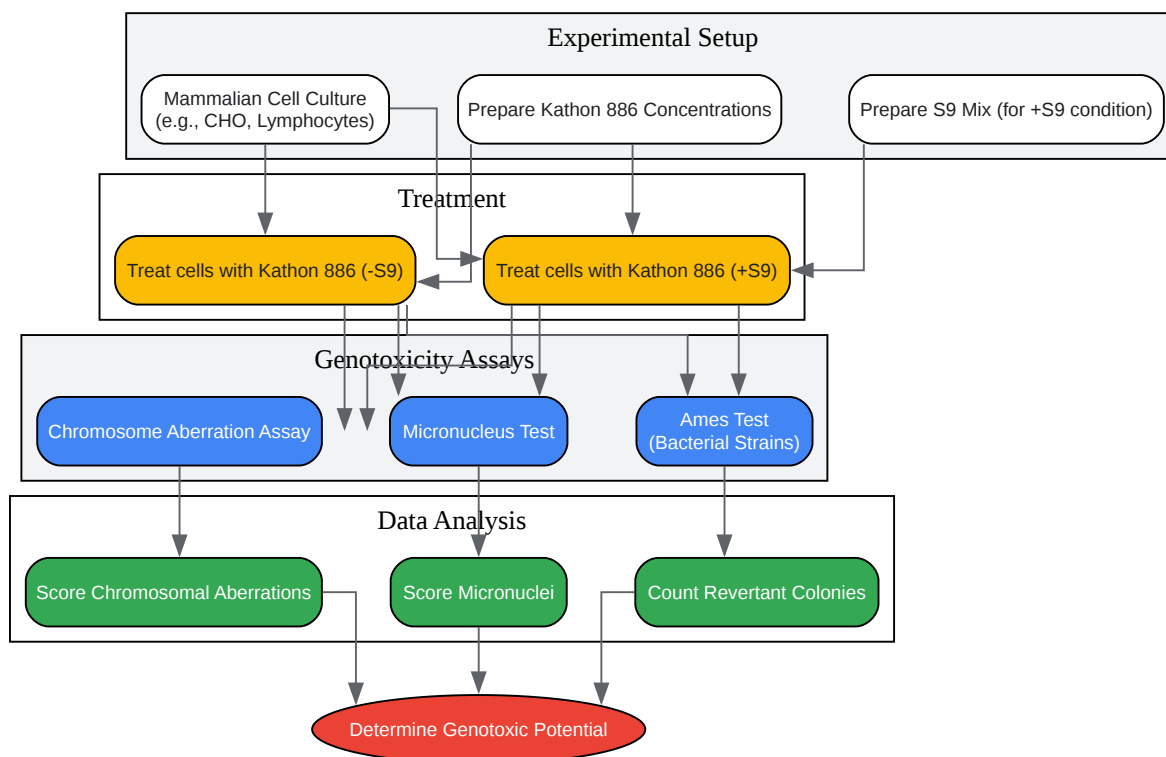 Experimental Setup
Mammalian Cell Culture
(e.g., CHO, Lymphocytes)
Prepare Kathon 886 Concentrations
Prepare S9 Mix (for +S9 condition)
Treatment
Treat cells with Kathon 886 (-S9)
Treat cells with Kathon 886 (+S9)
Genotoxicity Assays
Chromosome Aberration Assay
Micronucleus Test
Ames Test
(Bacterial Strains)
Data Analysis
Score Chromosomal Aberrations
Score Micronuclei
Count Revertant Colonies
Determine Genotoxic Potential